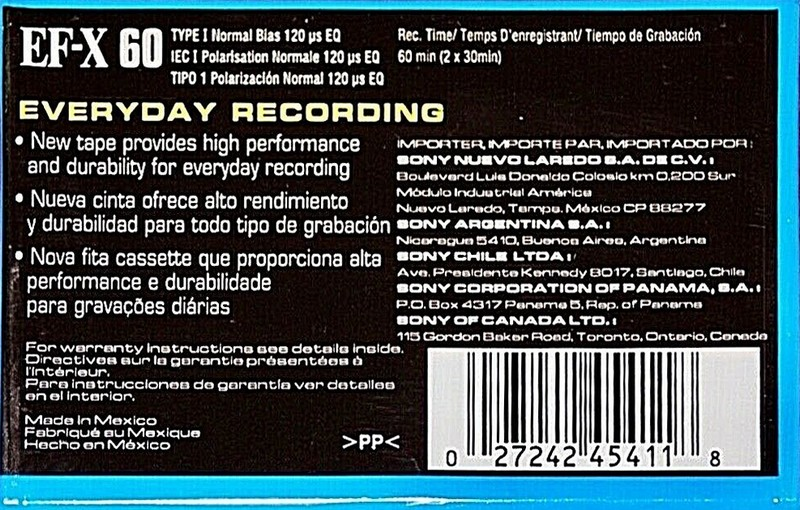 EF-X 60
TYPE I Normal Bias 120 µs EQ
IEC I Polarisation Normale 120 µs EQ
TIPO 1 Polarización Normal 120 µs EQ
Rec. Time/ Temps D'enregistrant/ Tiempo de Grabación
60 min (2 x 30min)
EVERYDAY RECORDING
• New tape provides high performance
and durability for everyday recording
• Nueva cinta ofrece alto rendimiento
y durabilidad para todo tipo de grabación
• Nova fita cassette que proporciona alta
performance e durabilidade
para gravações diárias
For warranty instructions see details inside.
Directives sur la garantie présentées à
l'intérieur.
Para instrucciones de garantía ver detalles
en el interior.
Made in Mexico
Fabriqué au Mexique
Hecho en México
>PP<
IMPORTER, IMPORTE PAR, IMPORTADO POR:
SONY NUEVO LAREDO S.A. DE C.V.:
Boulevard Luis Donaldo Colosio km 0,200 Sur
Módulo Industrial América
Nuevo Laredo, Tamps. México CP 88277
SONY ARGENTINA S.A.:
Nicaragua 5410, Buenos Aires, Argentina
SONY CHILE LTDA:
Ave. Presidente Kennedy 8017, Santiago, Chile
SONY CORPORATION OF PANAMA, S.A.:
P.O. Box 4317 Panama 5, Rep. of Panama
SONY OF CANADA LTD.:
115 Gordon Baker Road, Toronto, Ontario, Canada
0 27242 45411 8